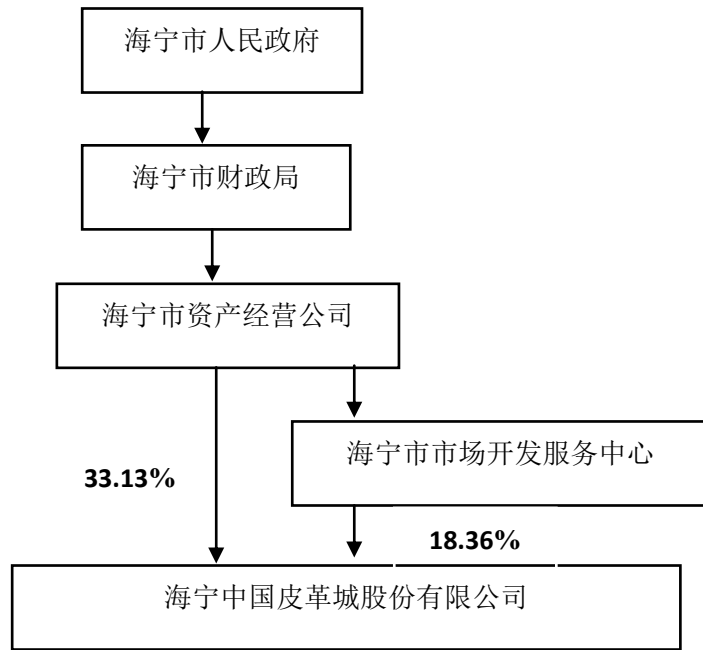 海宁市人民政府
海宁市财政局
海宁市资产经营公司
海宁市市场开发服务中心
33.13%
18.36%
海宁中国皮革城股份有限公司